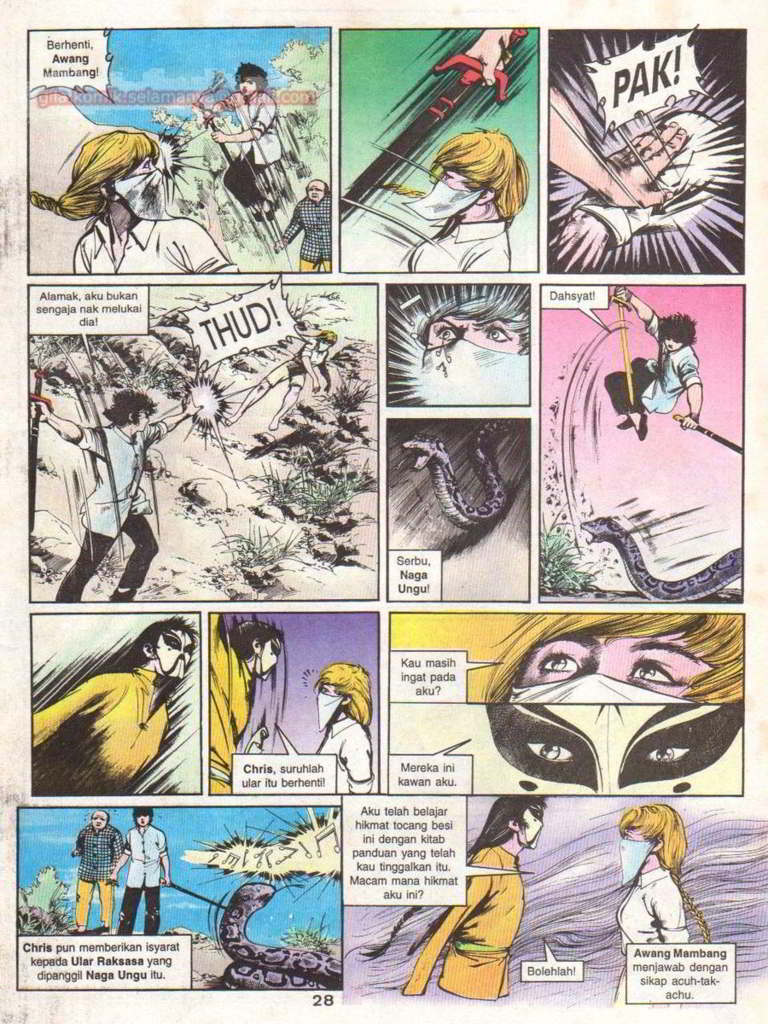 Berhenti,
Awang
Mambang!
PAK!
Alamak, aku bukan
sengaja nak melukai
dia!
THUD!
Dahsyat!
Serbu,
Naga
Ungu!
Chris, suruhlah
ular itu berhenti!
Kau masih
ingat pada
aku?
Mereka ini
kawan aku.
Chris pun memberikan isyarat
kepada Ular Raksasa yang
dipanggil Naga Ungu itu.
Aku telah belajar
hikmat tocang besi
ini dengan kitab
panduan yang telah
kau tinggalkan itu.
Macam mana hikmat
aku ini?
Bolehlah!
Awang Mambang
menjawab dengan
sikap acuh-tak-
achu.
28